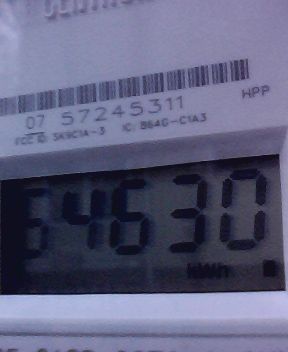 07 57245311
HPP
FCC ID: SK9C1A-3 IC: 864G-C1A3
54630
kWh